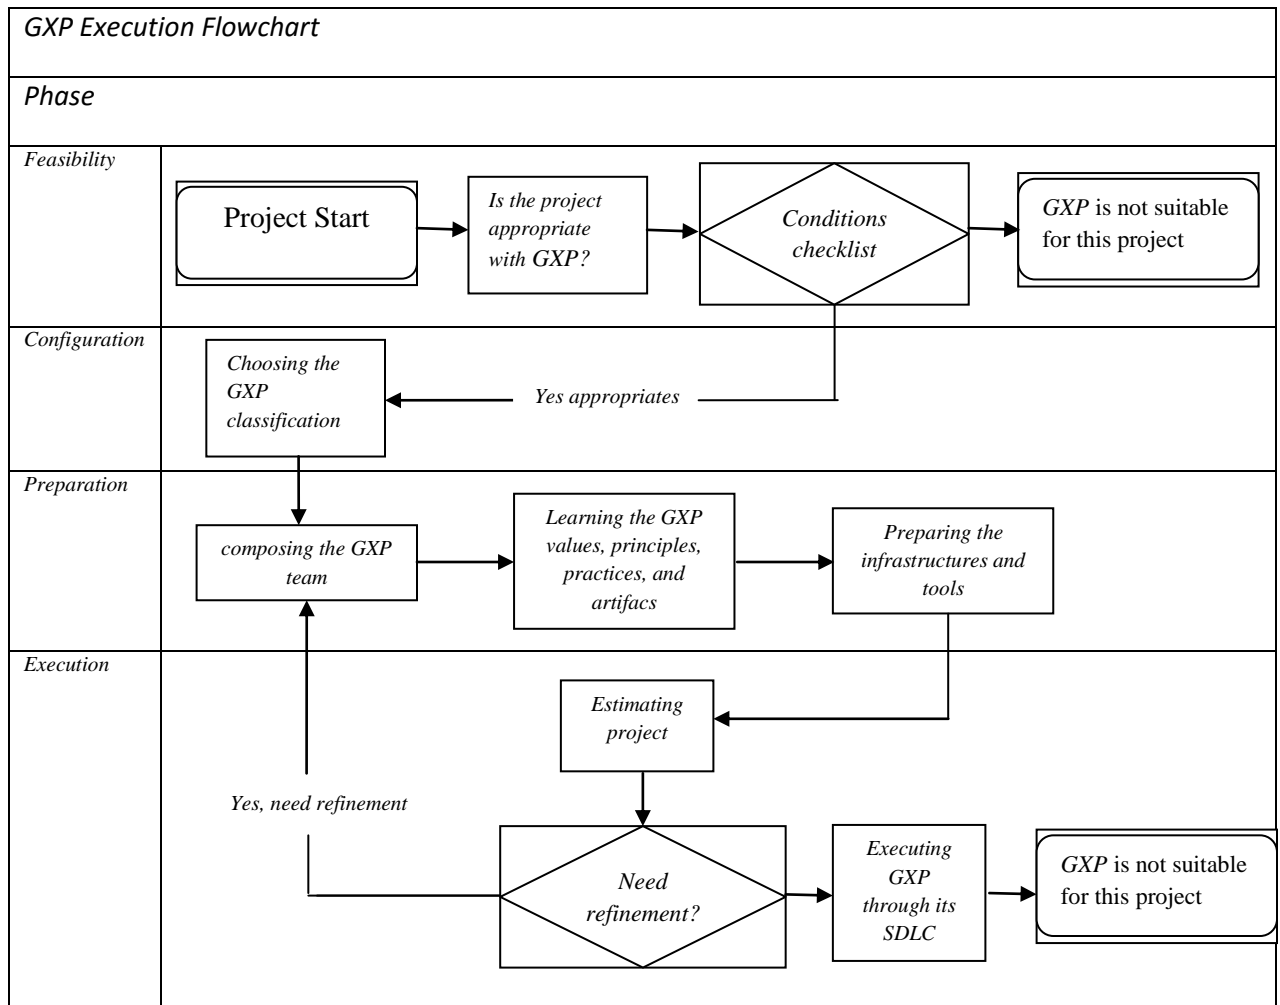 GXP Execution Flowchart
Phase
Feasibility
Project Start
Is the project
appropriate
with GXP?
Conditions
checklist
GXP is not suitable
for this project
Configuration
Choosing the
GXP
classification
Yes appropriates
Preparation
composing the GXP
team
Learning the GXP
values, principles,
practices, and
artifacs
Preparing the
infrastructures and
tools
Execution
Estimating
project
Yes, need refinement
Need
refinement?
Executing
GXP
through its
SDLC
GXP is not suitable
for this project